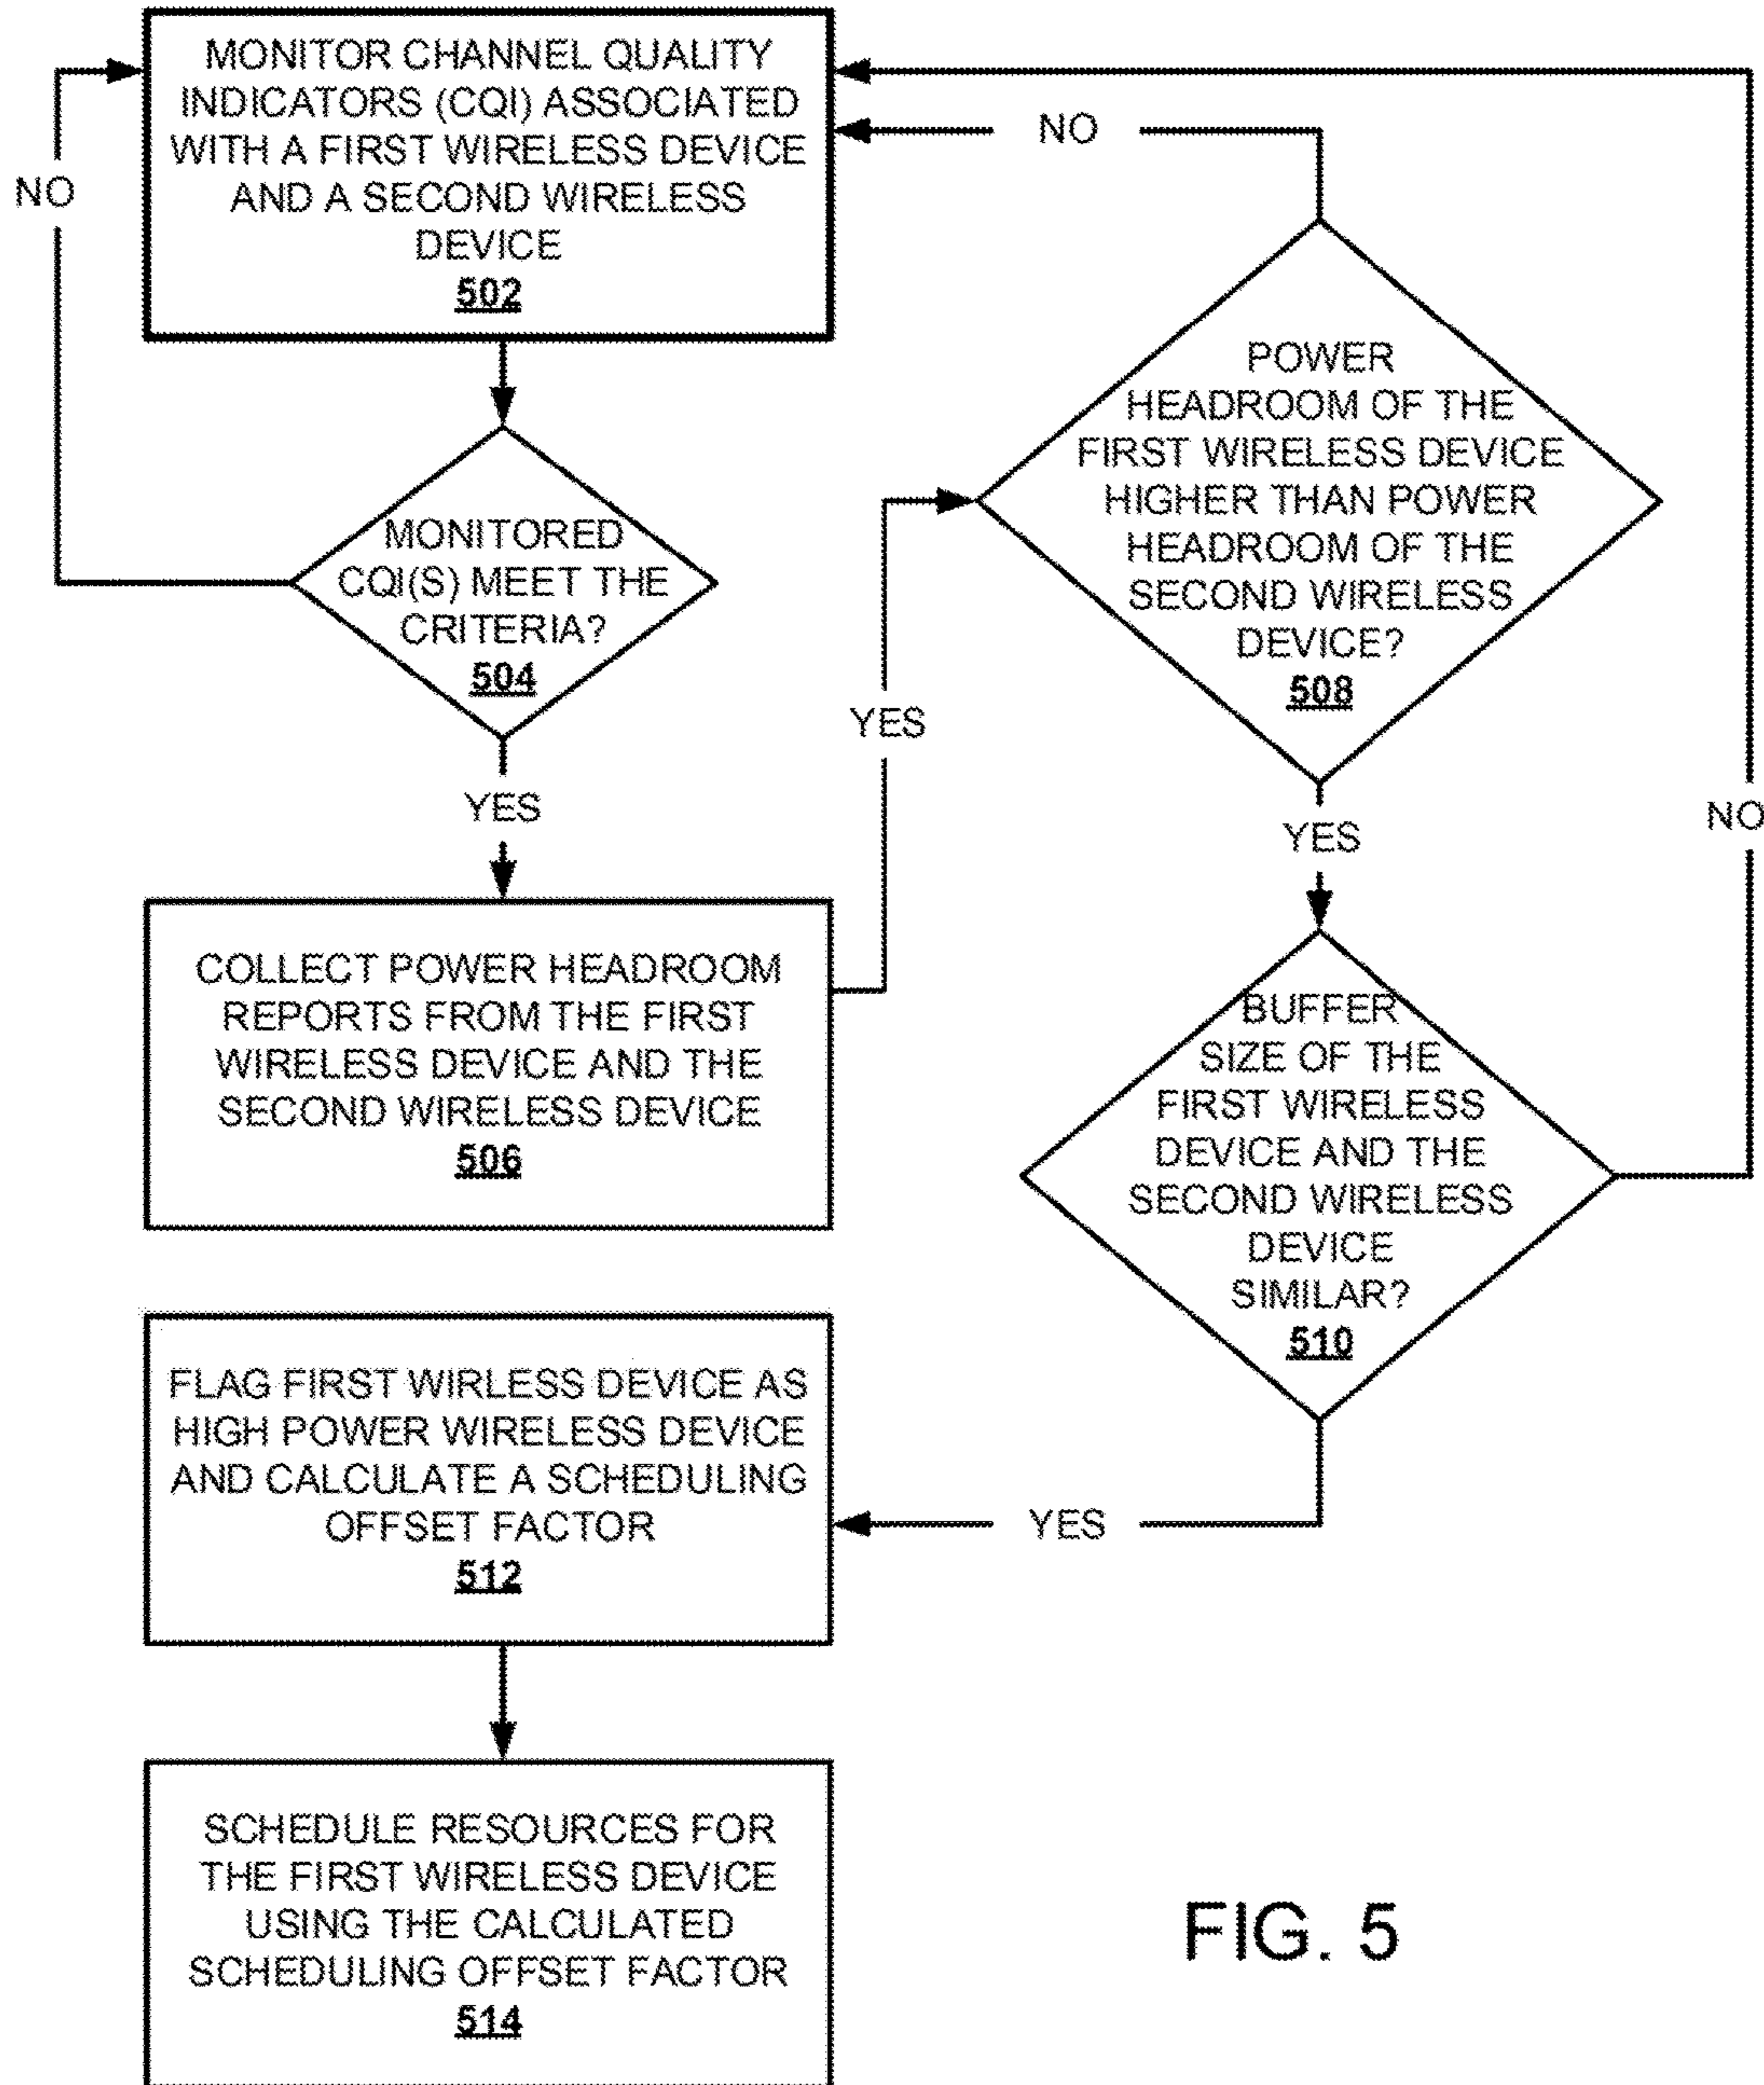 MONITOR CHANNEL QUALITY
INDICATORS (CQI) ASSOCIATED
WITH A FIRST WIRELESS DEVICE
AND A SECOND WIRELESS
DEVICE
502
NO
MONITORED
CQI(S) MEET THE
CRITERIA?
504
YES
COLLECT POWER HEADROOM
REPORTS FROM THE FIRST
WIRELESS DEVICE AND THE
SECOND WIRELESS DEVICE
506
YES
NO
POWER
HEADROOM OF THE
FIRST WIRELESS DEVICE
HIGHER THAN POWER
HEADROOM OF THE
SECOND WIRELESS
DEVICE?
508
YES
BUFFER
SIZE OF THE
FIRST WIRELESS
DEVICE AND THE
SECOND WIRELESS
DEVICE
SIMILAR?
510
NO
YES
FLAG FIRST WIRLESS DEVICE AS
HIGH POWER WIRELESS DEVICE
AND CALCULATE A SCHEDULING
OFFSET FACTOR
512
SCHEDULE RESOURCES FOR
THE FIRST WIRELESS DEVICE
USING THE CALCULATED
SCHEDULING OFFSET FACTOR
514
FIG. 5